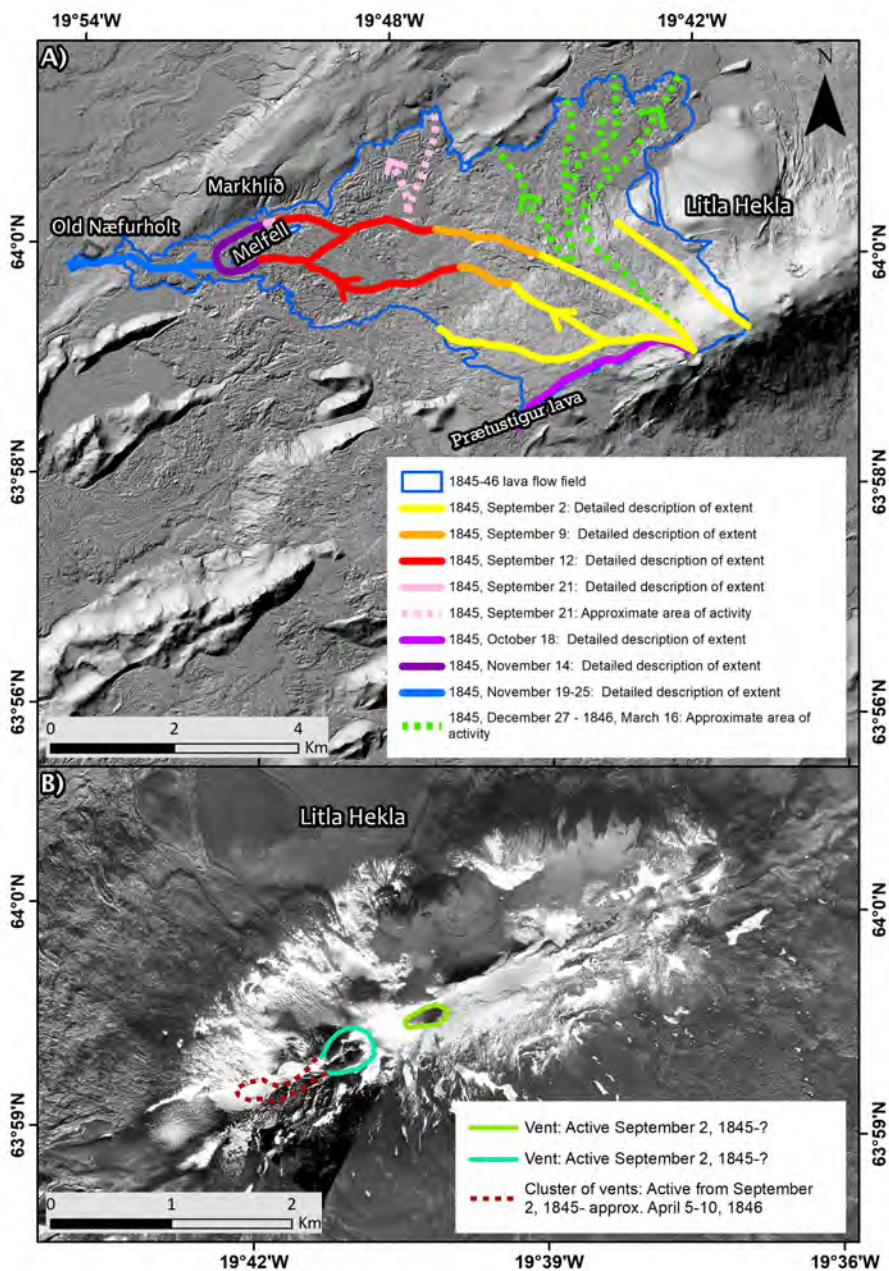 19°54'W 19°48'W 19°42'W
A)
N
Markhlíð
Old Næfurholt
Melfell
Litla Hekla
64°0'N
64°0'N
Prætustígur lava
63°58'N
63°58'N
1845-46 lava flow field
1845, September 2: Detailed description of extent
1845, September 9: Detailed description of extent
1845, September 12: Detailed description of extent
1845, September 21: Detailed description of extent
1845, September 21: Approximate area of activity
1845, October 18: Detailed description of extent
1845, November 14: Detailed description of extent
1845, November 19-25: Detailed description of extent
1845, December 27 - 1846, March 16: Approximate area of
activity
63°56'N
63°56'N
0 2 4
Km
B)
Litla Hekla
64°0'N
64°0'N
63°59'N
63°59'N
Vent: Active September 2, 1845-?
Vent: Active September 2, 1845-?
Cluster of vents: Active from September
2, 1845- approx. April 5-10, 1846
0 1 2
Km
19°42'W 19°39'W 19°36'W